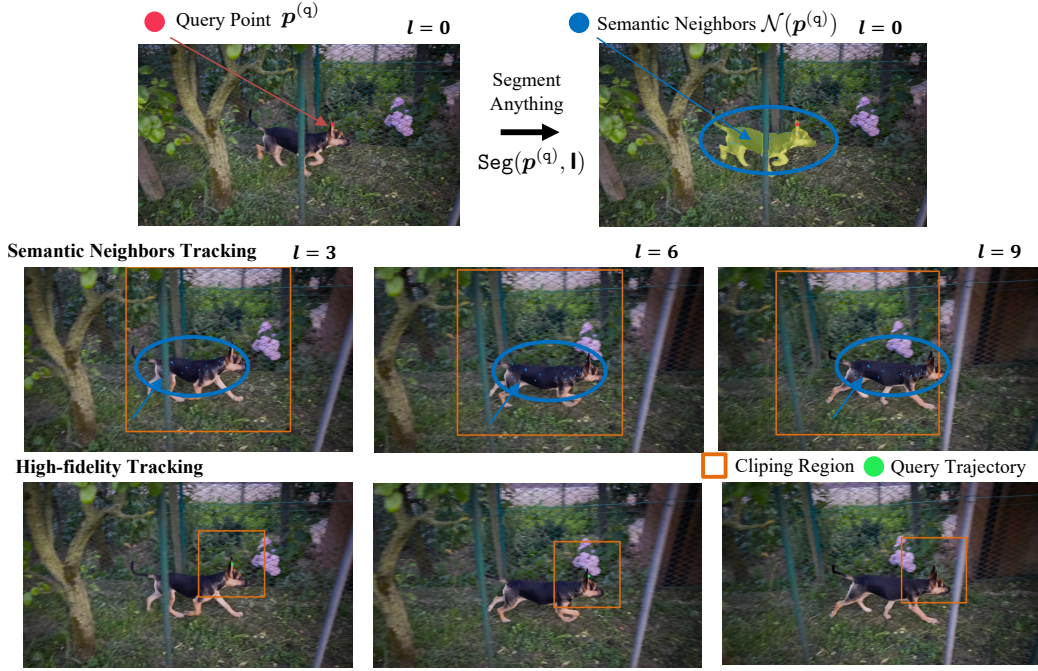 Query Point p^(q)
l = 0
Semantic Neighbors 𝒩(p^(q))
l = 0
Segment
Anything
Seg(p^(q), I)
Semantic Neighbors Tracking
l = 3
l = 6
l = 9
High-fidelity Tracking
Cliping Region
Query Trajectory